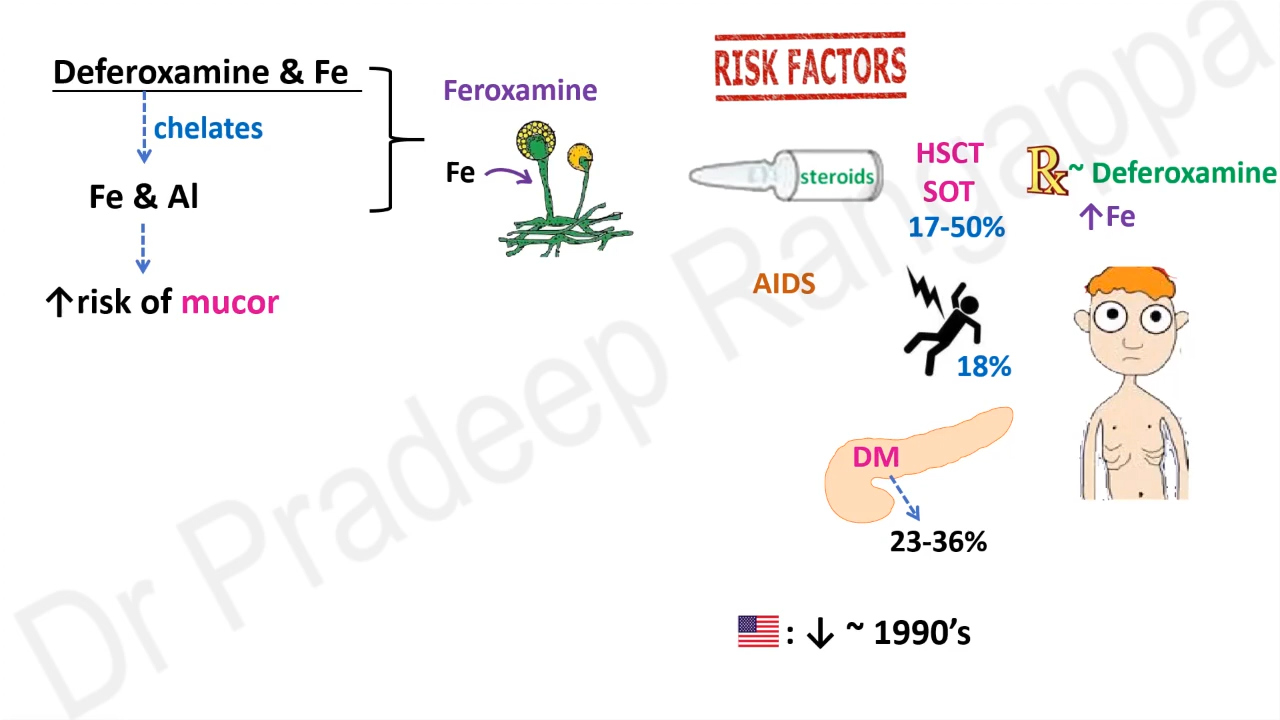 Deferoxamine & Fe
chelates
Fe & Al
↑risk of mucor
Feroxamine
Fe
RISK FACTORS
steroids
HSCT
SOT
17-50%
℞ ~ Deferoxamine
↑Fe
AIDS
18%
DM
23-36%
: ↓ ~ 1990’s
Dr Pradeep Rangappa